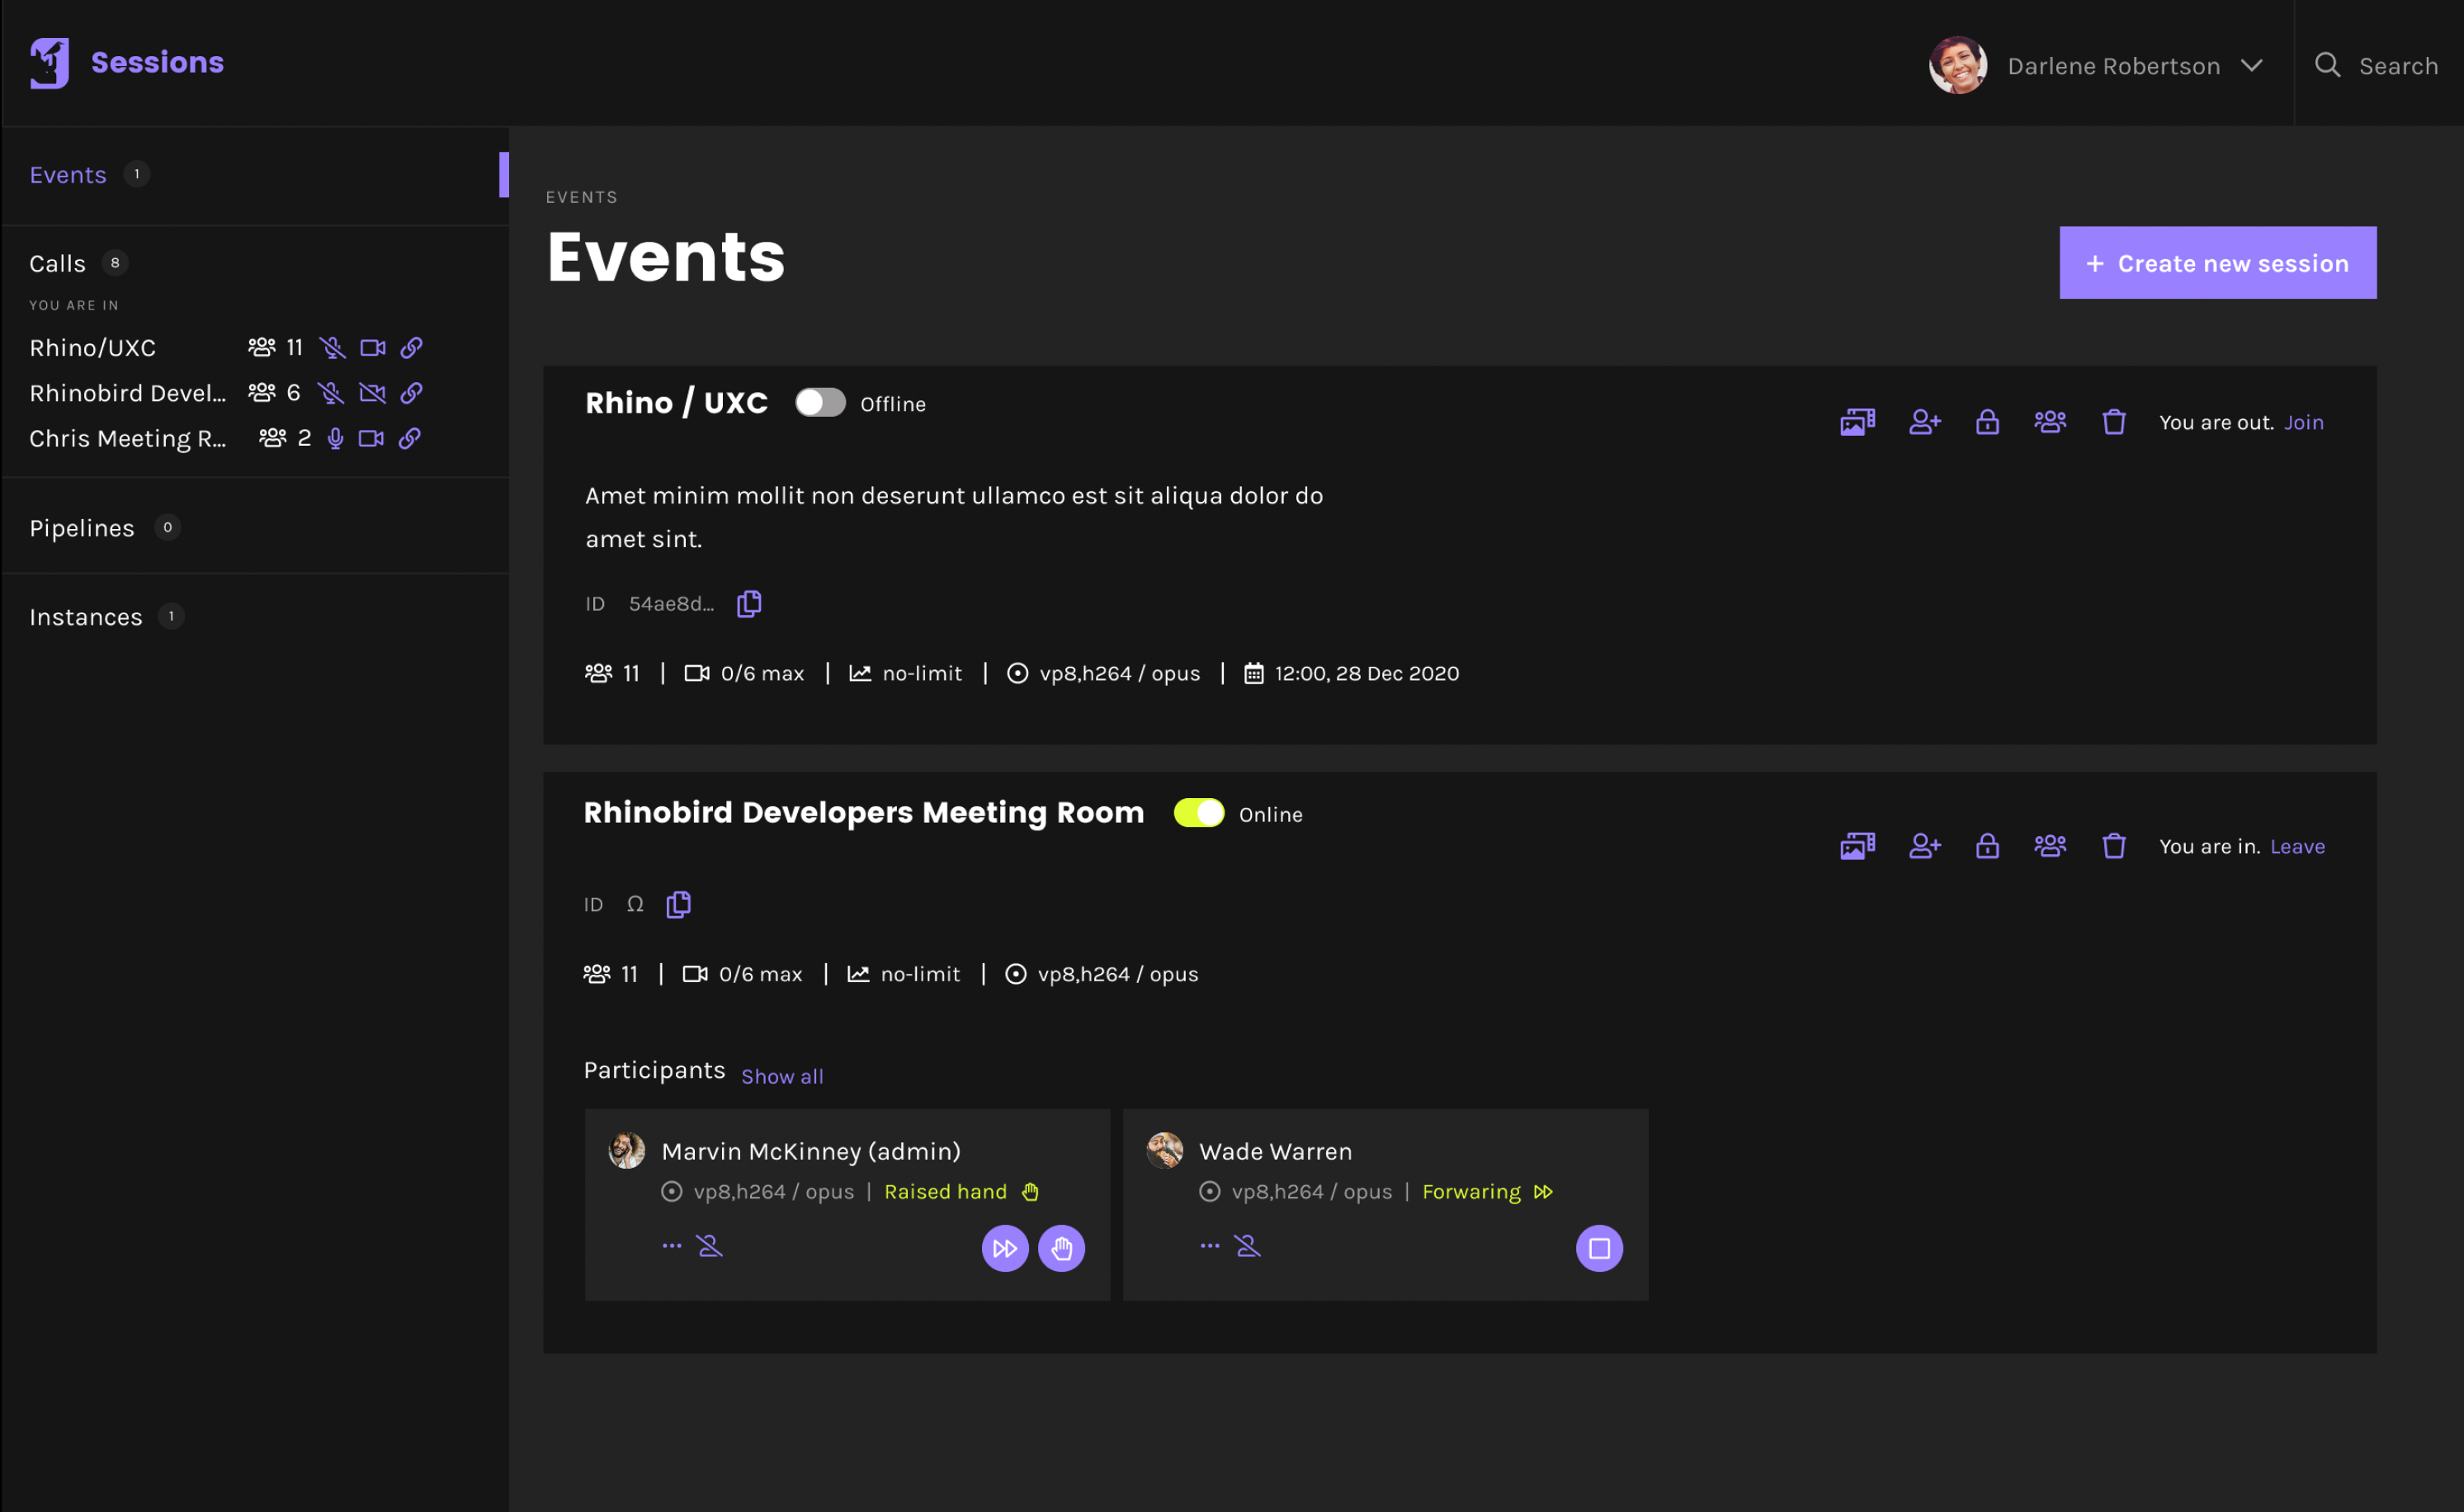 Sessions
Darlene Robertson
Search
Events 1
Calls 8
YOU ARE IN
Rhino/UXC 11
Rhinobird Devel... 6
Chris Meeting R... 2
Pipelines 0
Instances 1
EVENTS
Events
+ Create new session
Rhino / UXC Offline
You are out. Join
Amet minim mollit non deserunt ullamco est sit aliqua dolor do
amet sint.
ID 54ae8d...
11 | 0/6 max | no-limit | vp8,h264 / opus | 12:00, 28 Dec 2020
Rhinobird Developers Meeting Room Online
You are in. Leave
ID Ω
11 | 0/6 max | no-limit | vp8,h264 / opus
Participants Show all
Marvin McKinney (admin)
vp8,h264 / opus | Raised hand
Wade Warren
vp8,h264 / opus | Forwaring